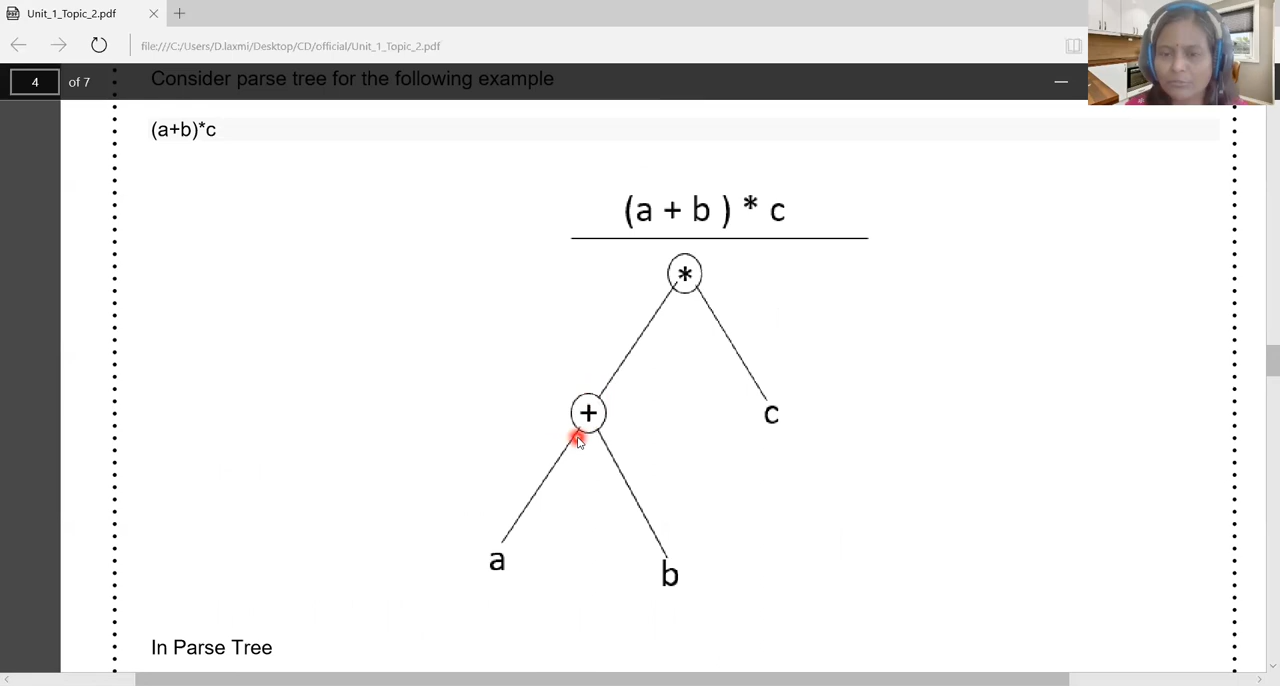 Unit_1_Topic_2.pdf
file:///C:/Users/D.laxmi/Desktop/CD/official/Unit_1_Topic_2.pdf
4 of 7
Consider parse tree for the following example
(a+b)*c
(a + b ) * c
*
+
c
a
b
In Parse Tree